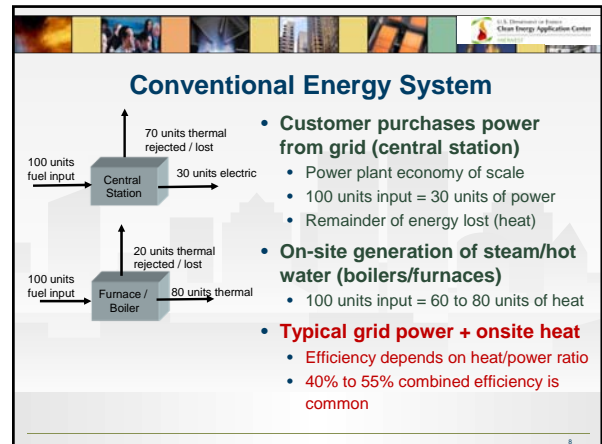 U.S. Department of Energy
Clean Energy Application Center
MIDWEST
Conventional Energy System
70 units thermal
rejected / lost
100 units
fuel input
Central
Station
30 units electric
20 units thermal
rejected / lost
100 units
fuel input
Furnace /
Boiler
80 units thermal
• Customer purchases power
from grid (central station)
• Power plant economy of scale
• 100 units input = 30 units of power
• Remainder of energy lost (heat)
• On-site generation of steam/hot
water (boilers/furnaces)
• 100 units input = 60 to 80 units of heat
• Typical grid power + onsite heat
• Efficiency depends on heat/power ratio
• 40% to 55% combined efficiency is
common
8